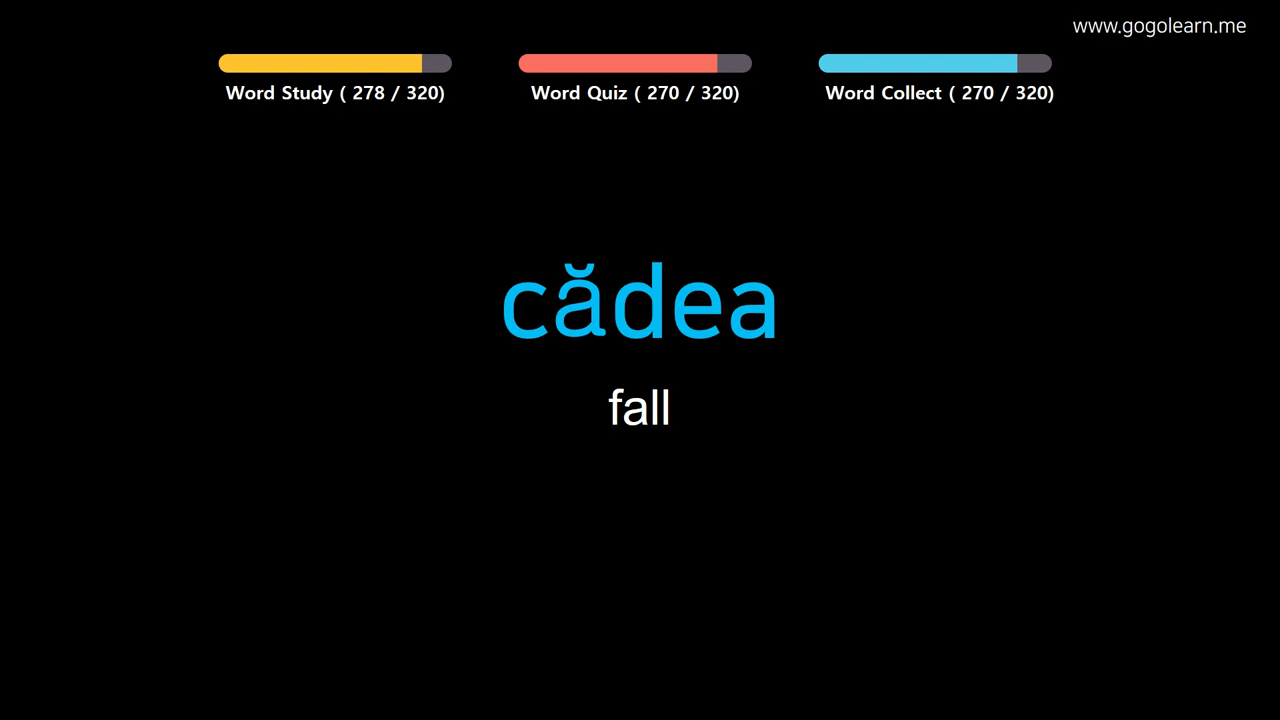 www.gogolearn.me
Word Study ( 278 / 320)
Word Quiz ( 270 / 320)
Word Collect ( 270 / 320)
cădea
fall